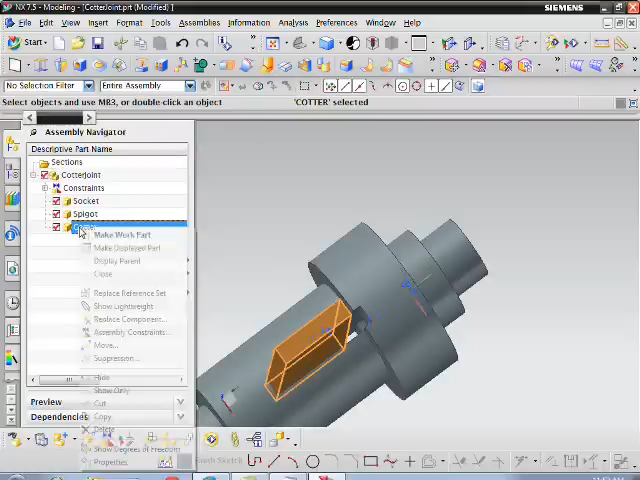 NX 7.5 - Modeling - [CotterJoint.prt (Modified) ]
SIEMENS
File Edit View Insert Format Tools Assemblies Information Analysis Preferences Window Help
Start
No Selection Filter Entire Assembly
Select objects and use MB3, or double-click an object
'COTTER' selected
Assembly Navigator
Descriptive Part Name
Sections
CotterJoint
Constraints
Socket
Spigot
Make Work Part
Make Displayed Part
Display Parent
Close
Replace Reference Set
Show Lightweight
Replace Component...
Assembly Constraints...
Move...
Suppression...
Hide
Show Only
Cut
Copy
Delete
Show Degrees of Freedom
Properties
Preview
Dependencies
Finish Sketch